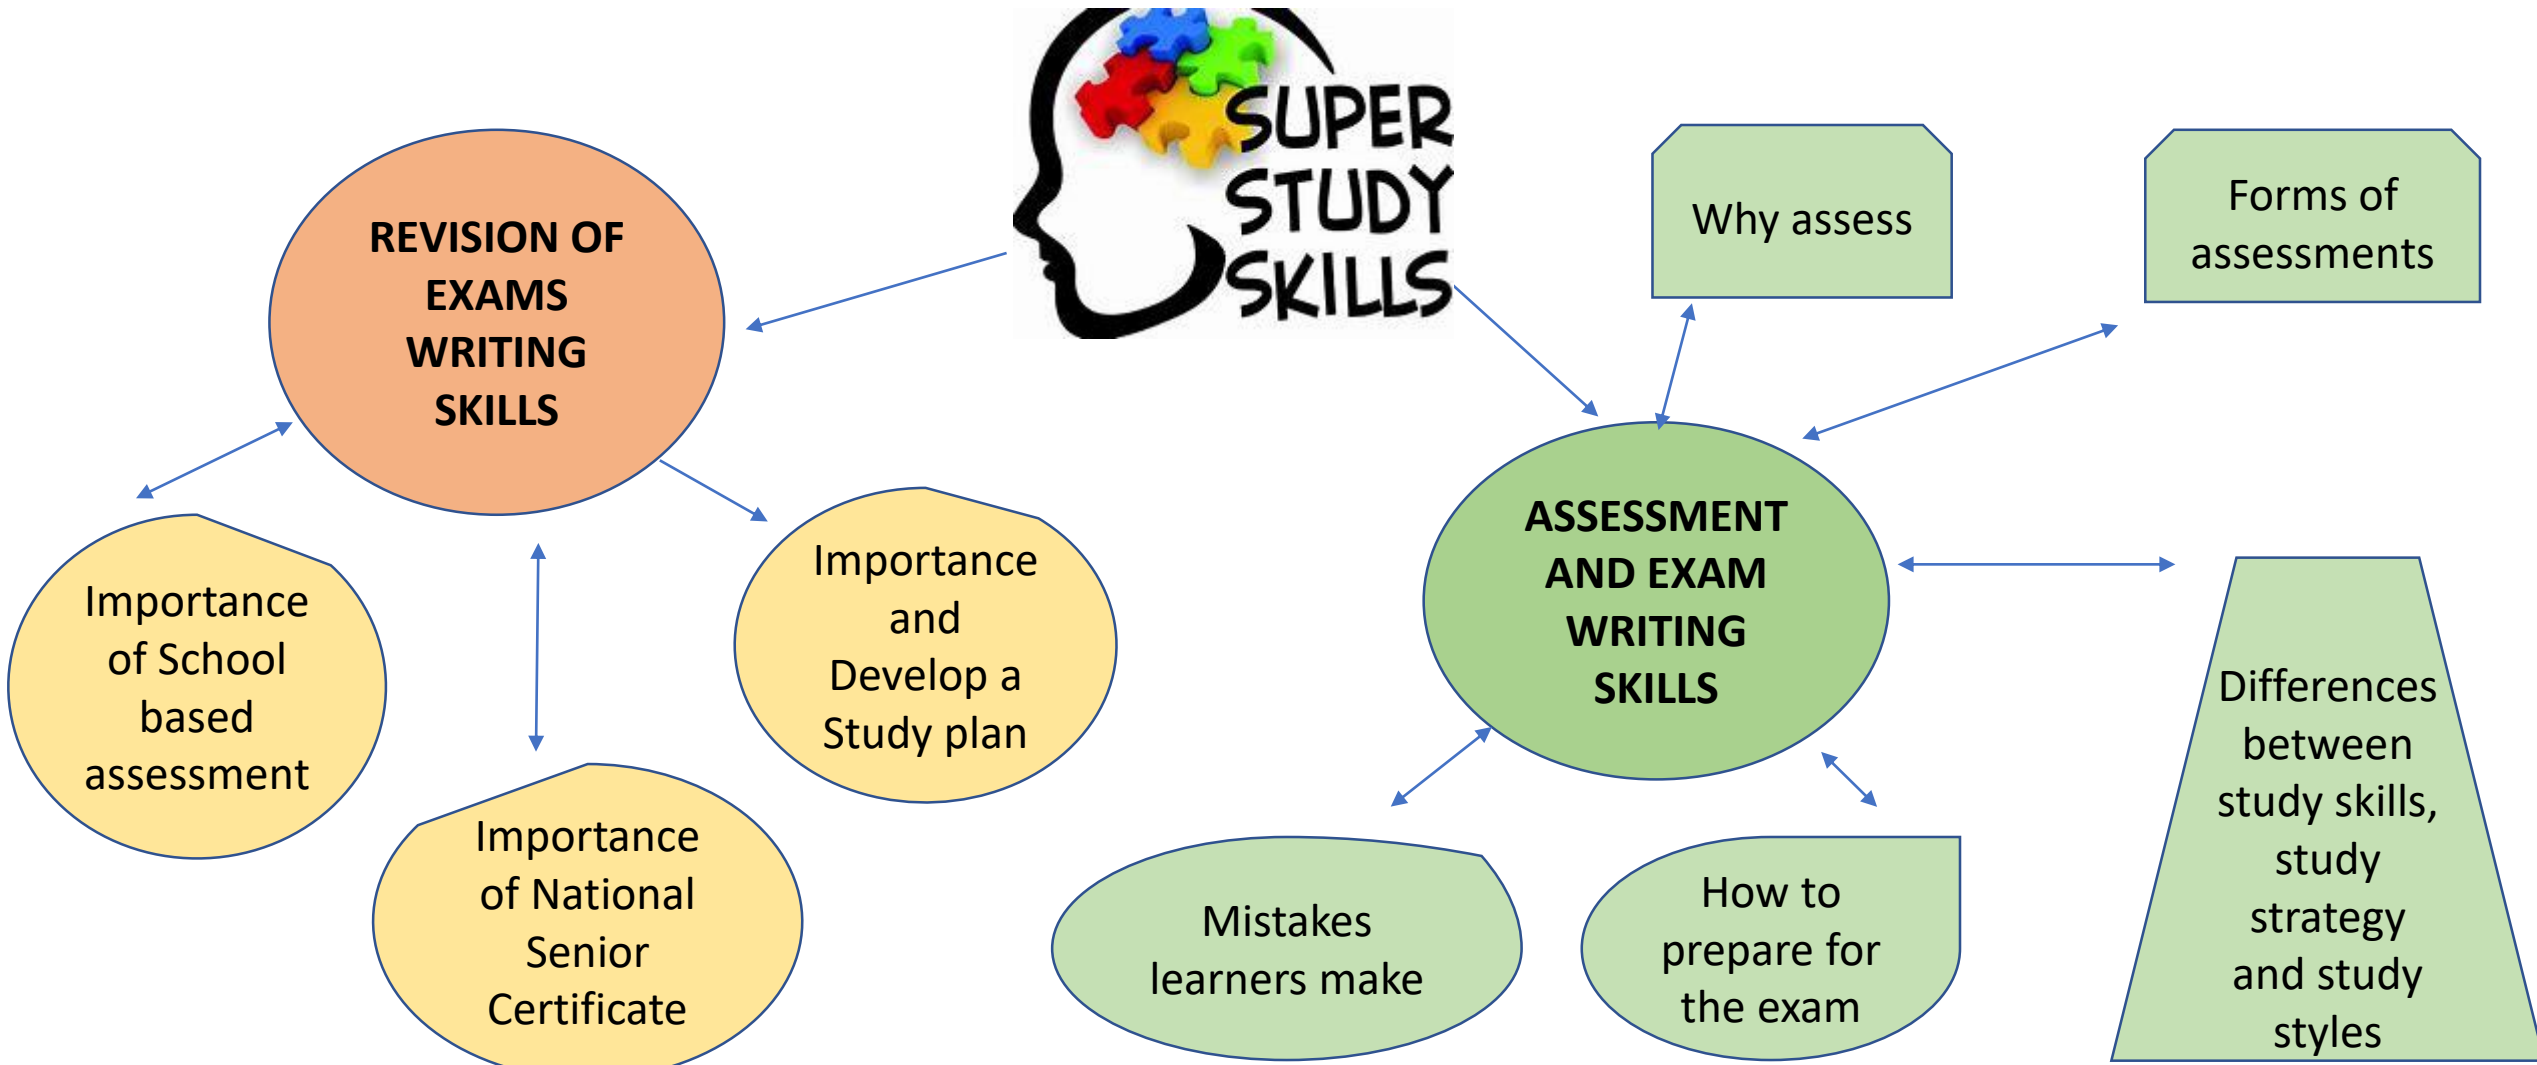 SUPER
STUDY
SKILLS
REVISION OF
EXAMS
WRITING
SKILLS
Importance
of School
based
assessment
Importance
of National
Senior
Certificate
Importance
and
Develop a
Study plan
Why assess
Forms of
assessments
ASSESSMENT
AND EXAM
WRITING
SKILLS
Mistakes
learners make
How to
prepare for
the exam
Differences
between
study skills,
study
strategy
and study
styles